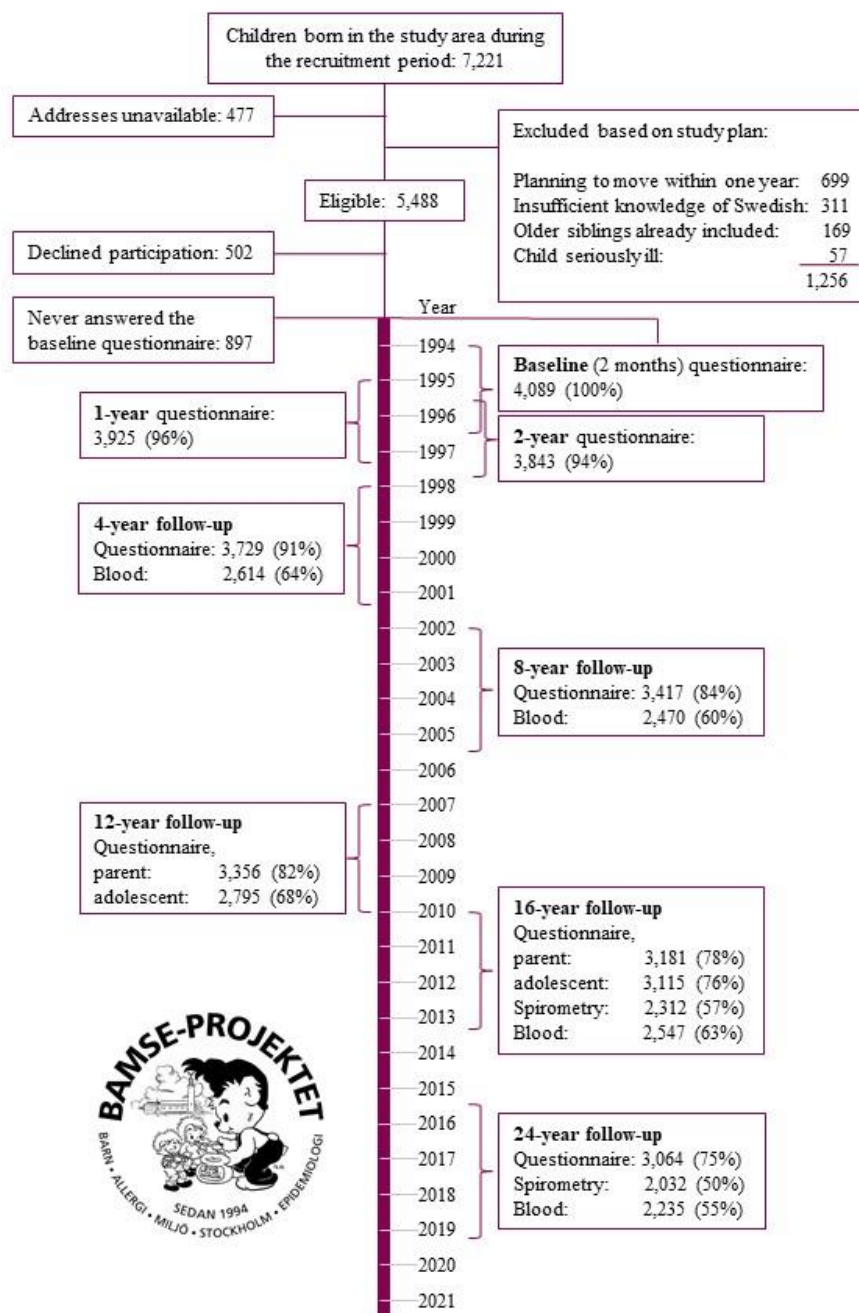 Children born in the study area during
the recruitment period: 7,221
Addresses unavailable: 477
Excluded based on study plan:
Planning to move within one year: 699
Insufficient knowledge of Swedish: 311
Older siblings already included: 169
Child seriously ill: 57
1,256
Eligible: 5,488
Declined participation: 502
Never answered the
baseline questionnaire: 897
Year
1994
1995
1996
1997
1998
1999
2000
2001
2002
2003
2004
2005
2006
2007
2008
2009
2010
2011
2012
2013
2014
2015
2016
2017
2018
2019
2020
2021
Baseline (2 months) questionnaire:
4,089 (100%)
1-year questionnaire:
3,925 (96%)
2-year questionnaire:
3,843 (94%)
4-year follow-up
Questionnaire: 3,729 (91%)
Blood: 2,614 (64%)
8-year follow-up
Questionnaire: 3,417 (84%)
Blood: 2,470 (60%)
12-year follow-up
Questionnaire,
parent: 3,356 (82%)
adolescent: 2,795 (68%)
16-year follow-up
Questionnaire,
parent: 3,181 (78%)
adolescent: 3,115 (76%)
Spirometry: 2,312 (57%)
Blood: 2,547 (63%)
24-year follow-up
Questionnaire: 3,064 (75%)
Spirometry: 2,032 (50%)
Blood: 2,235 (55%)
BAMSE-PROJEKTET
SEDAN 1994
BARN • ALLERGI • MILJÖ • STOCKHOLM • EPIDEMIOLOGI